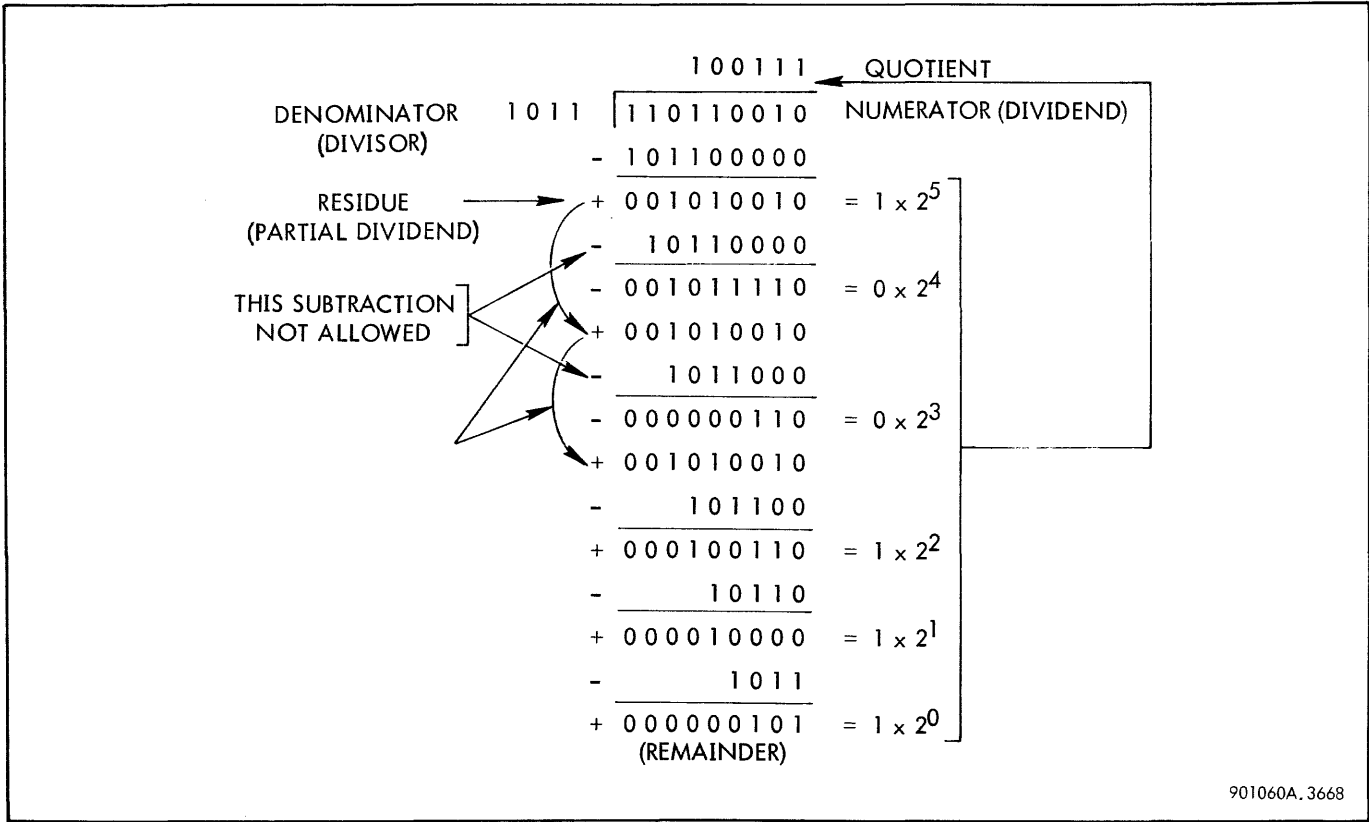 100111 QUOTIENT
DENOMINATOR (DIVISOR) 1011 110110010 NUMERATOR (DIVIDEND)
- 101100000
RESIDUE (PARTIAL DIVIDEND) + 001010010 = 1 x 2^5
- 10110000
THIS SUBTRACTION NOT ALLOWED - 001011110 = 0 x 2^4
+ 001010010
- 1011000
- 000000110 = 0 x 2^3
+ 001010010
- 101100
+ 000100110 = 1 x 2^2
- 10110
+ 000010000 = 1 x 2^1
- 1011
+ 000000101 = 1 x 2^0
(REMAINDER)
901060A.3668